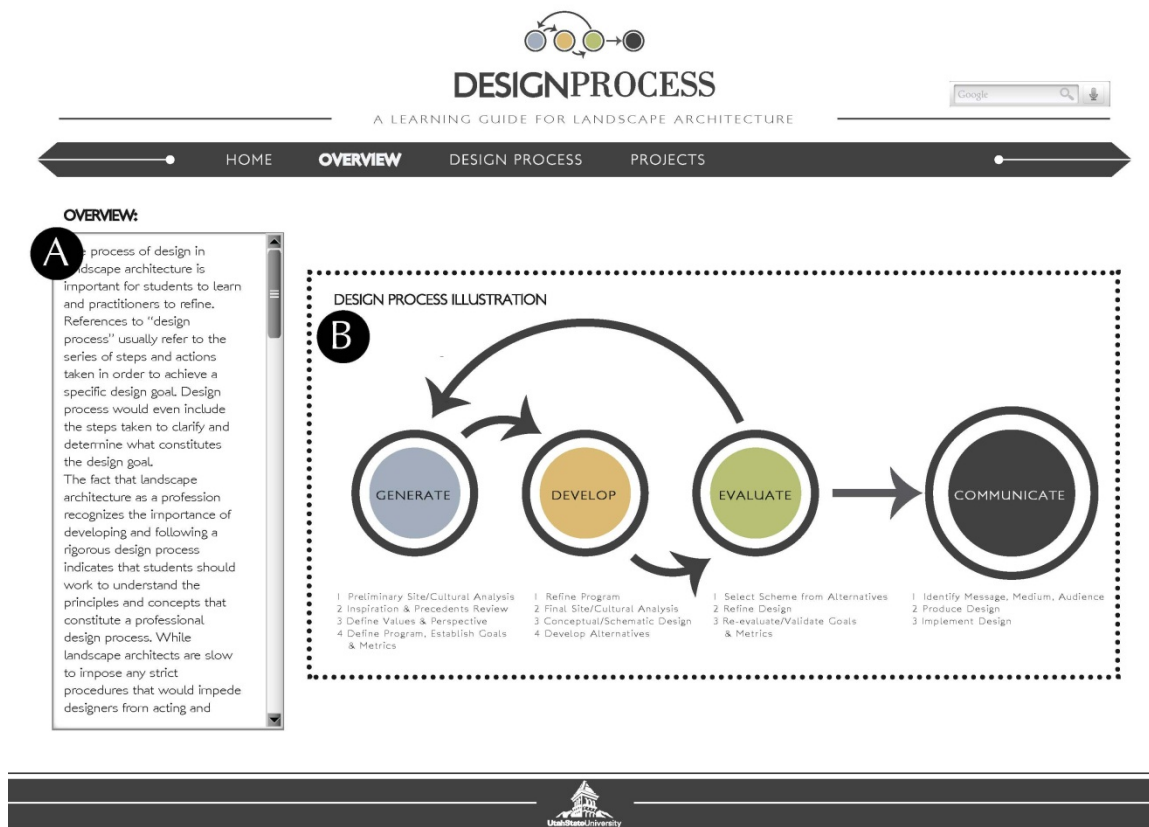 DESIGNPROCESS
Google
A LEARNING GUIDE FOR LANDSCAPE ARCHITECTURE
HOME OVERVIEW DESIGN PROCESS PROJECTS
OVERVIEW:
A
process of design in
landscape architecture is
important for students to learn
and practitioners to refine.
References to “design
process” usually refer to the
series of steps and actions
taken in order to achieve a
specific design goal. Design
process would even include
the steps taken to clarify and
determine what constitutes
the design goal.
The fact that landscape
architecture as a profession
recognizes the importance of
developing and following a
rigorous design process
indicates that students should
work to understand the
principles and concepts that
constitute a professional
design process. While
landscape architects are slow
to impose any strict
procedures that would impede
designers from acting and
DESIGN PROCESS ILLUSTRATION
B
GENERATE
DEVELOP
EVALUATE
COMMUNICATE
1 Preliminary Site/Cultural Analysis
2 Inspiration & Precedents Review
3 Define Values & Perspective
4 Define Program, Establish Goals
& Metrics
1 Refine Program
2 Final Site/Cultural Analysis
3 Conceptual/Schematic Design
4 Develop Alternatives
1 Select Scheme from Alternatives
2 Refine Design
3 Re-evaluate/Validate Goals
& Metrics
1 Identify Message, Medium, Audience
2 Produce Design
3 Implement Design
UtahStateUniversity